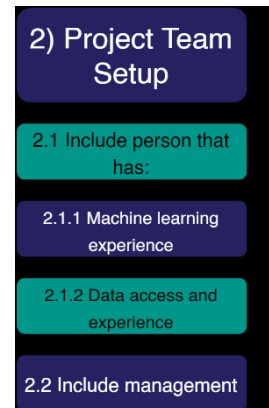 2) Project Team
Setup
2.1 Include person that
has:
2.1.1 Machine learning
experience
2.1.2 Data access and
experience
2.2 Include management